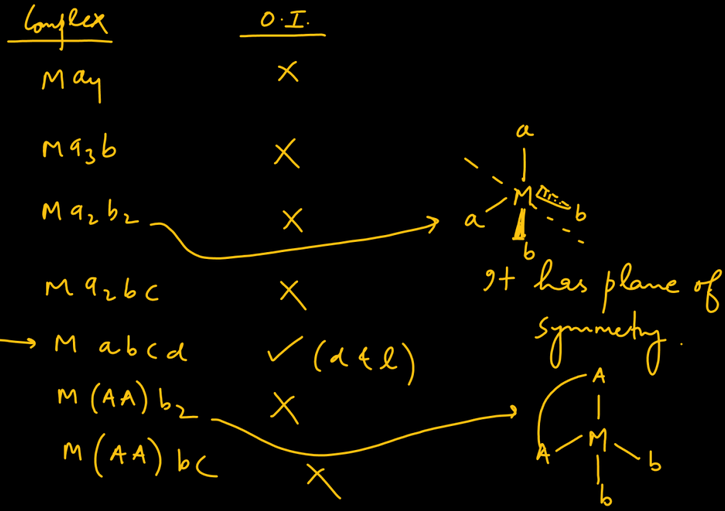 Complex O.I.
Ma4 X
Ma3b X
Ma2b2 X
Ma2bc X
→ Mabcd ✓ (d & l)
M(AA)b2 X
M(AA)bc X
a
M
a b
b
It has plane of
symmetry.
A
A M b
b